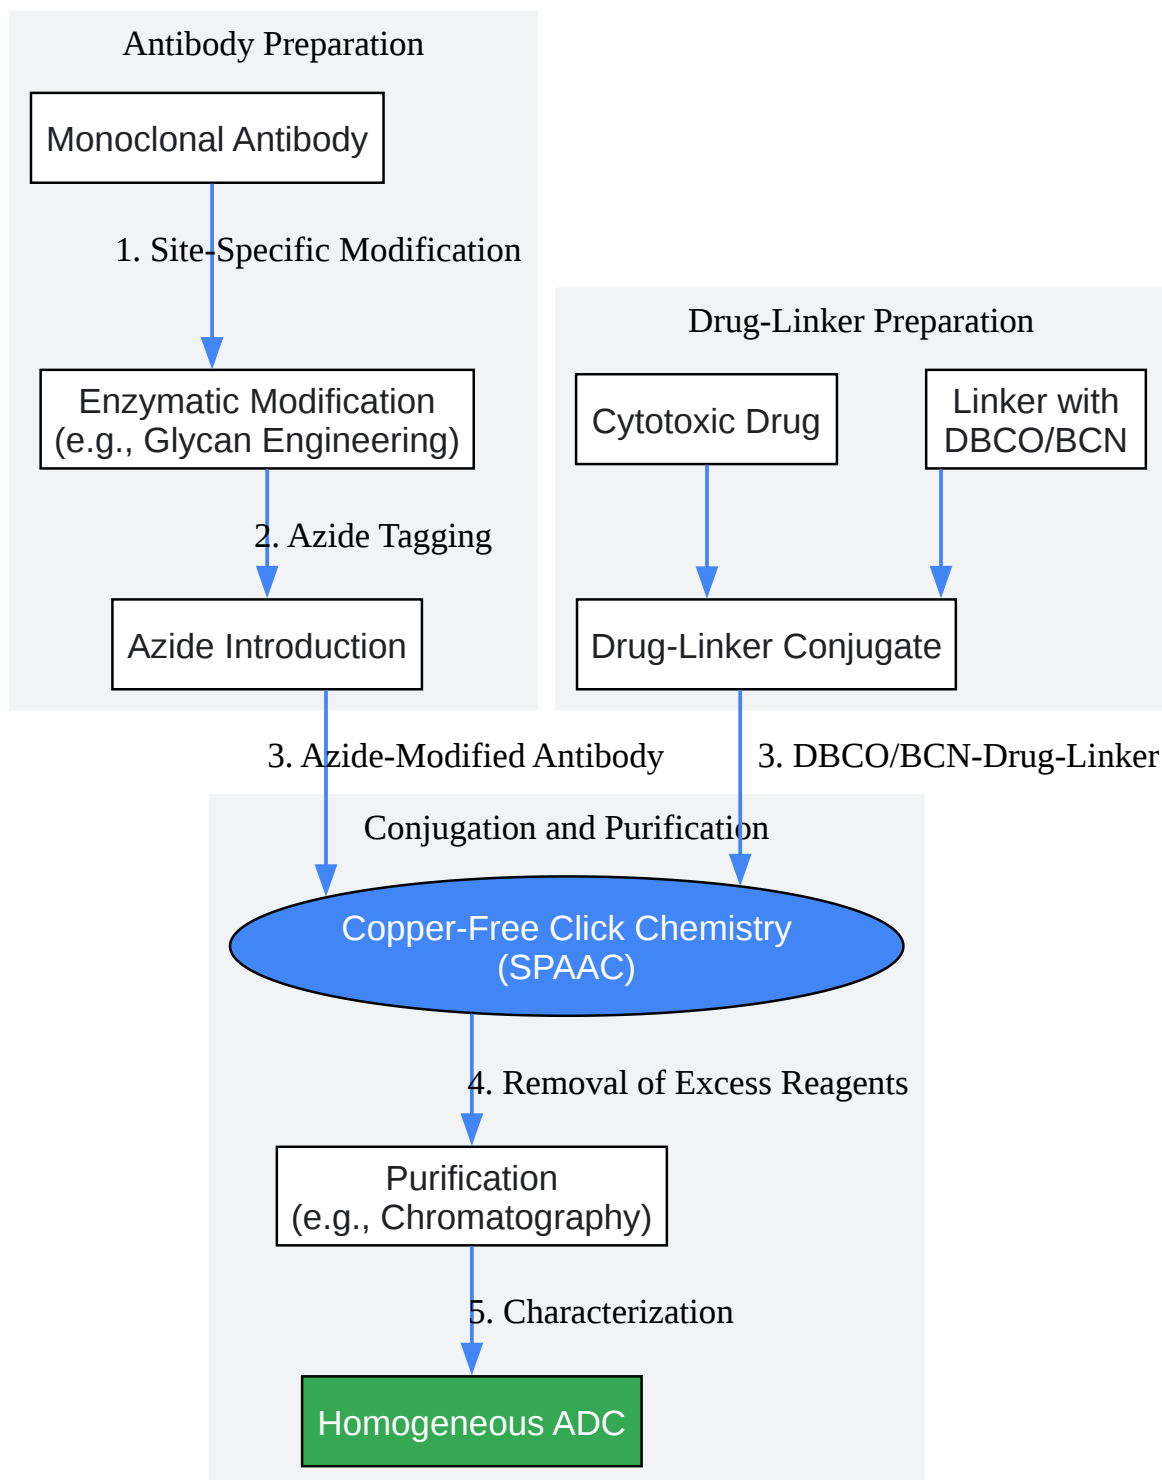 Antibody Preparation
Monoclonal Antibody
1. Site-Specific Modification
Enzymatic Modification
(e.g., Glycan Engineering)
2. Azide Tagging
Azide Introduction
Drug-Linker Preparation
Cytotoxic Drug
Linker with
DBCO/BCN
Drug-Linker Conjugate
3. Azide-Modified Antibody
3. DBCO/BCN-Drug-Linker
Conjugation and Purification
Copper-Free Click Chemistry
(SPAAC)
4. Removal of Excess Reagents
Purification
(e.g., Chromatography)
5. Characterization
Homogeneous ADC